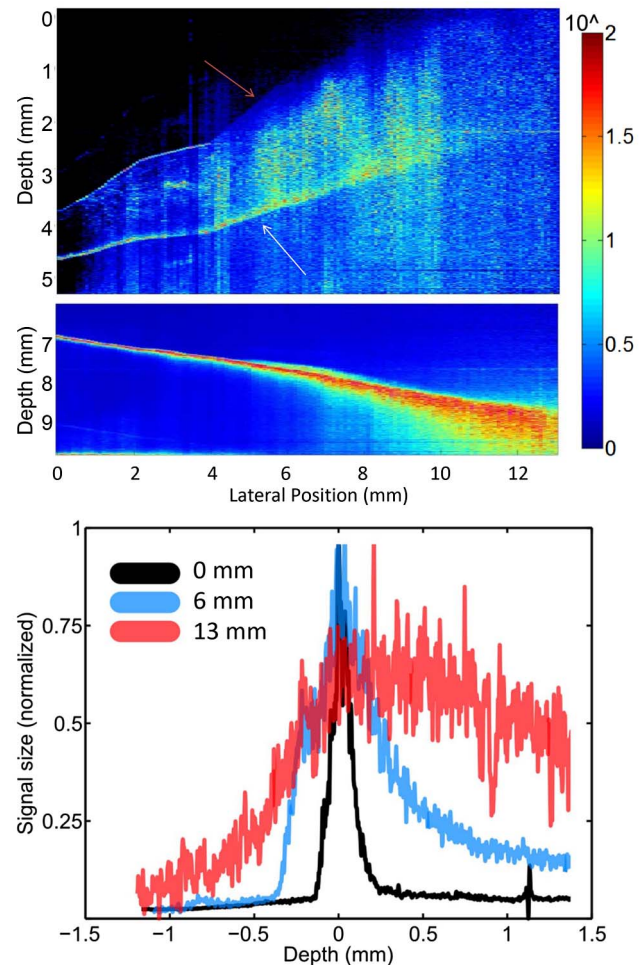 10^
0
1
2
3
4
5
Depth (mm)
2
1.5
1
0.5
0
7
8
9
Depth (mm)
0 2 4 6 8 10 12
Lateral Position (mm)
1
0.75
0.5
0.25
Signal size (normalized)
0 mm
6 mm
13 mm
−1.5 −1 −0.5 0 0.5 1 1.5
Depth (mm)